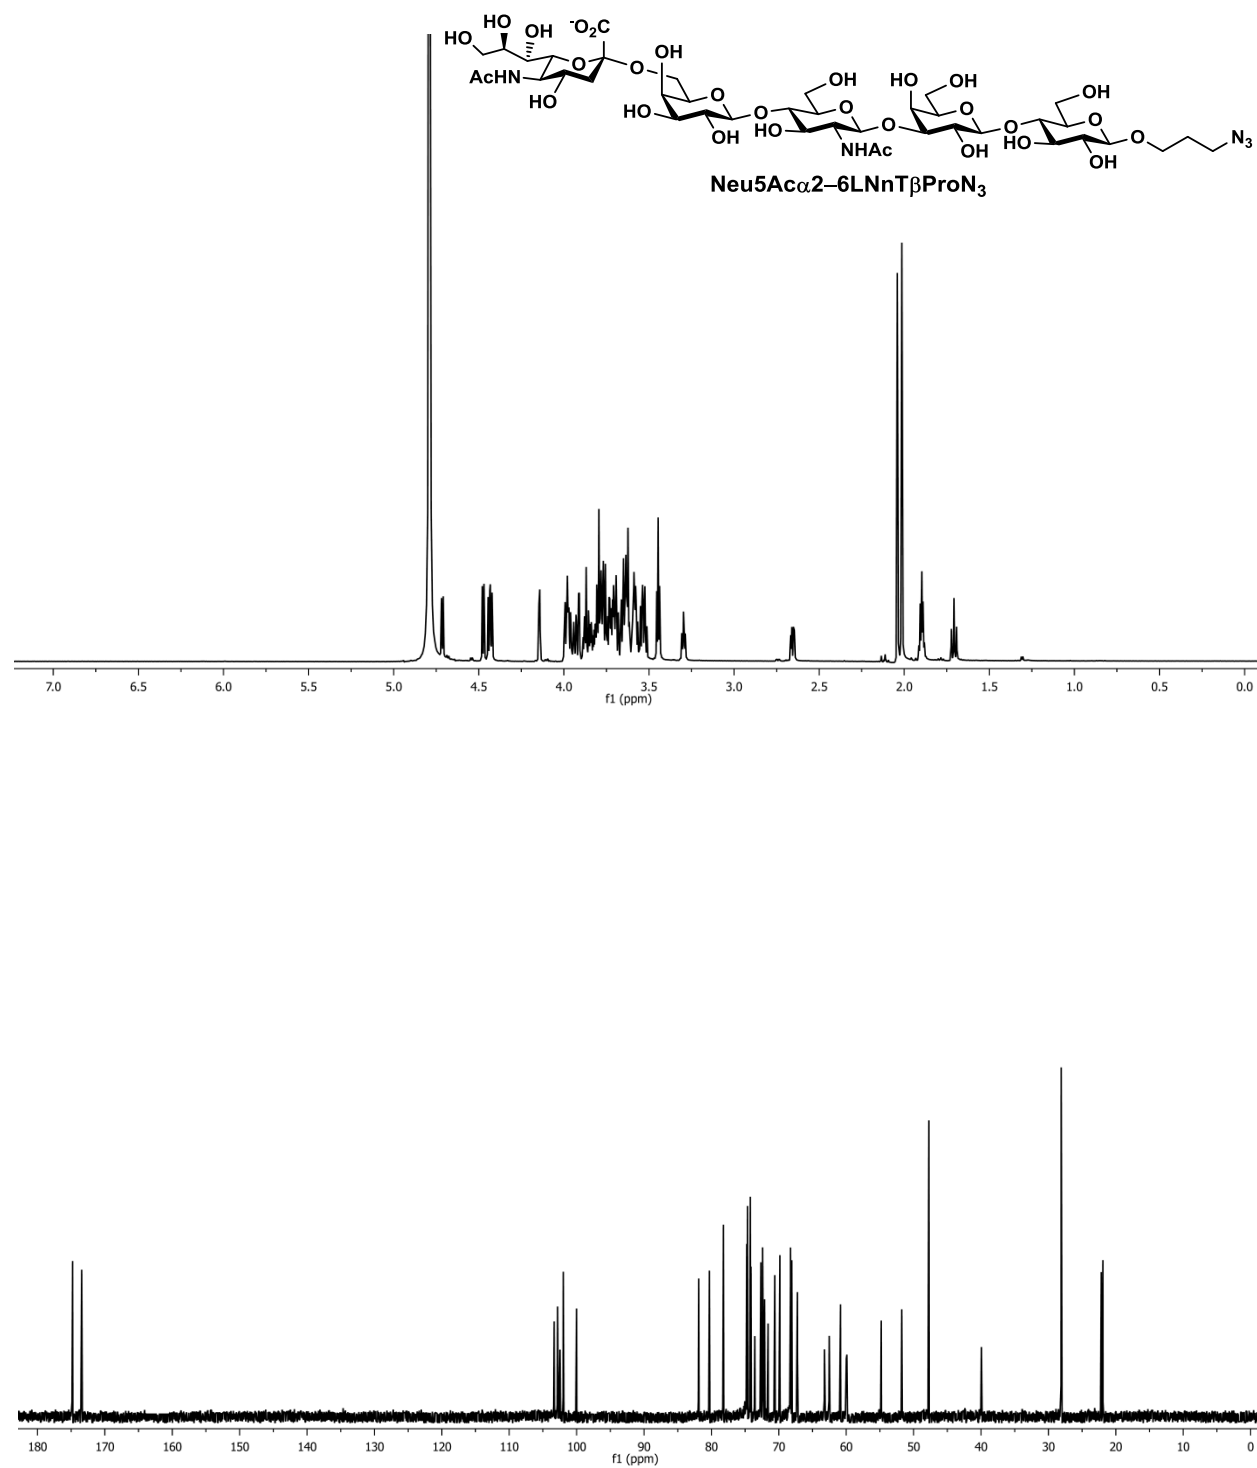 HO OH ⁻O₂C
HO OH
AcHN O O OH
HO
HO O O OH HO OH OH
HO OH HO O O O O O O N₃
NHAc OH HO OH
Neu5Acα2–6LNnTβProN₃
7.0 6.5 6.0 5.5 5.0 4.5 4.0 3.5 3.0 2.5 2.0 1.5 1.0 0.5 0.0
f1 (ppm)
180 170 160 150 140 130 120 110 100 90 80 70 60 50 40 30 20 10 0
f1 (ppm)